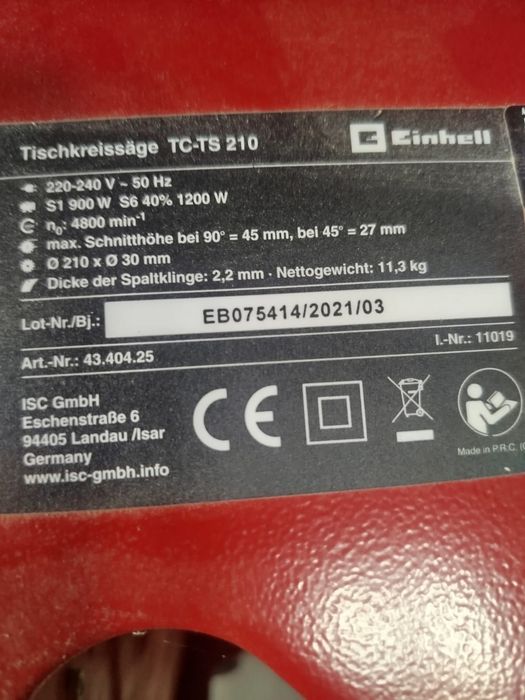 Tischkreissäge TC-TS 210
Einhell
220-240 V ~ 50 Hz
S1 900 W S6 40% 1200 W
n₀: 4800 min⁻¹
max. Schnitthöhe bei 90° = 45 mm, bei 45° = 27 mm
Ø 210 x Ø 30 mm
Dicke der Spaltklinge: 2,2 mm · Nettogewicht: 11,3 kg
Lot-Nr./Bj.: EB075414/2021/03
Art.-Nr.: 43.404.25
I.-Nr.: 11019
ISC GmbH
Eschenstraße 6
94405 Landau /Isar
Germany
www.isc-gmbh.info
CE
Made in P.R.C.